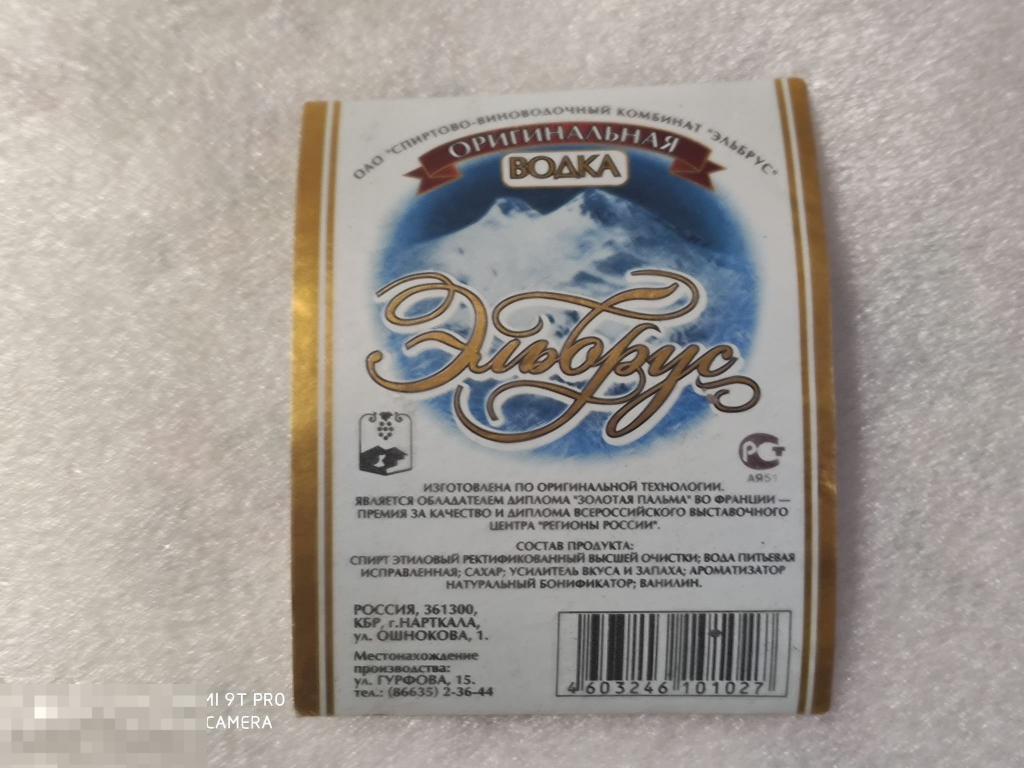 ОАО "СПИРТОВО-ВИНОВОДОЧНЫЙ КОМБИНАТ "ЭЛЬБРУС"
ОРИГИНАЛЬНАЯ
ВОДКА
Эльбрус
РСТ
АЯ51
ИЗГОТОВЛЕНА ПО ОРИГИНАЛЬНОЙ ТЕХНОЛОГИИ.
ЯВЛЯЕТСЯ ОБЛАДАТЕЛЕМ ДИПЛОМА "ЗОЛОТАЯ ПАЛЬМА" ВО ФРАНЦИИ —
ПРЕМИЯ ЗА КАЧЕСТВО И ДИПЛОМА ВСЕРОССИЙСКОГО ВЫСТАВОЧНОГО
ЦЕНТРА "РЕГИОНЫ РОССИИ".
СОСТАВ ПРОДУКТА:
СПИРТ ЭТИЛОВЫЙ РЕКТИФИКОВАННЫЙ ВЫСШЕЙ ОЧИСТКИ; ВОДА ПИТЬЕВАЯ
ИСПРАВЛЕННАЯ; САХАР; УСИЛИТЕЛЬ ВКУСА И ЗАПАХА; АРОМАТИЗАТОР
НАТУРАЛЬНЫЙ БОНИФИКАТОР; ВАНИЛИН.
РОССИЯ, 361300,
КБР, г.НАРТКАЛА,
ул. ОШНОКОВА, 1.
Местонахождение
производства:
ул. ГУРФОВА, 15.
тел.: (86635) 2-36-44
4 603246 101027
MI 9T PRO
CAMERA